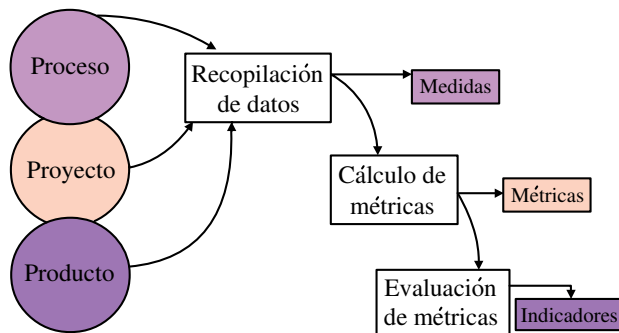 Proceso
Recopilación
de datos
Medidas
Proyecto
Cálculo de
métricas
Métricas
Producto
Evaluación
de métricas
Indicadores